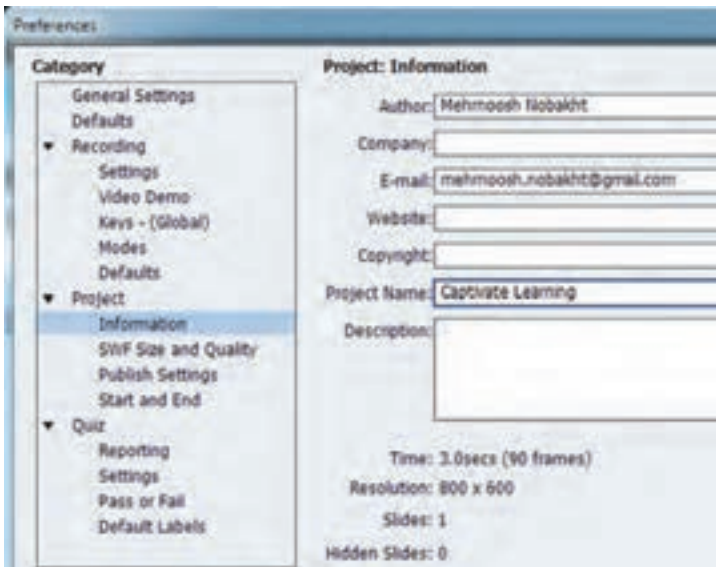 Preferences
Category
General Settings
Defaults
Recording
Settings
Video Demo
Keys - (Global)
Modes
Defaults
Project
Information
SWF Size and Quality
Publish Settings
Start and End
Quiz
Reporting
Settings
Pass or Fail
Default Labels
Project: Information
Author: Mehrnoosh Nobakht
Company:
E-mail: mehrnoosh.nobakht@gmail.com
Website:
Copyright:
Project Name: Captivate Learning
Description:
Time: 3.0secs (90 frames)
Resolution: 800 x 600
Slides: 1
Hidden Slides: 0